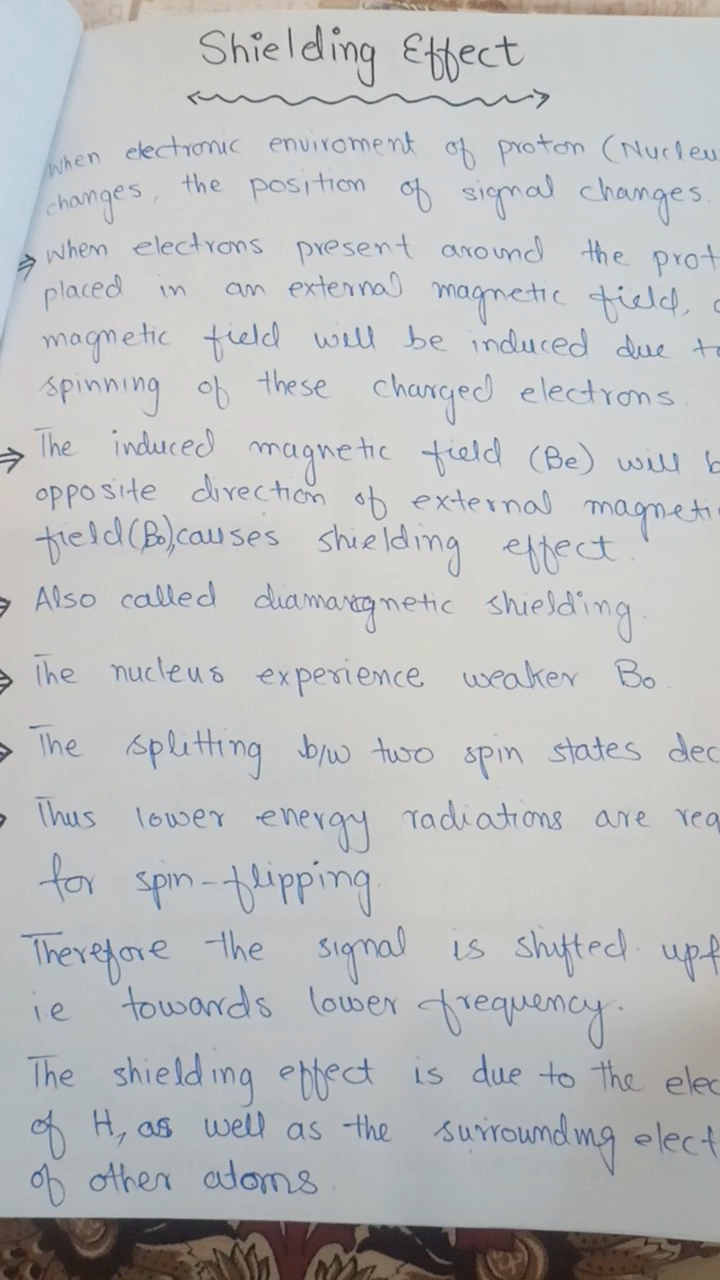 Shielding Effect
When electronic enviroment of proton (Nucleu
changes, the position of signal changes.
⇒ When electrons present around the prot
placed in an external magnetic field,
magnetic field will be induced due to
spinning of these charged electrons.
⇒ The induced magnetic field (Be) will b
opposite direction of external magneti
field(Bo),causes shielding effect.
⇒ Also called diamagnetic shielding.
⇒ The nucleus experience weaker Bo.
⇒ The splitting b/w two spin states dec
⇒ Thus lower energy radiations are req
for spin-flipping.
Therefore the signal is shifted upf
ie towards lower frequency.
The shielding effect is due to the elec
of H, as well as the surrounding elect
of other atoms.